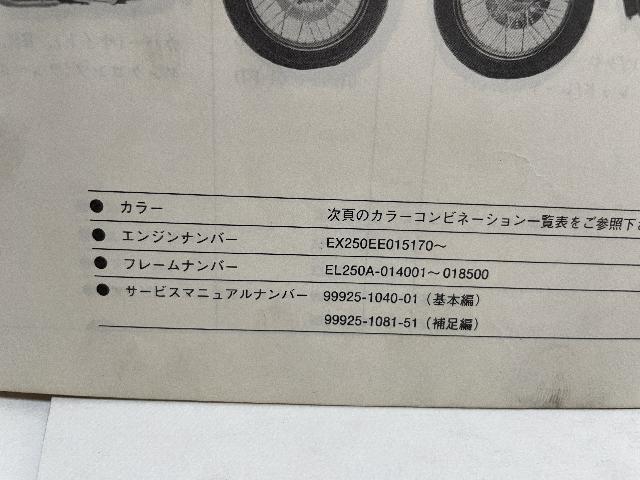 ● カラー 次頁のカラーコンビネーション一覧表をご参照下さ
● エンジンナンバー EX250EE015170〜
● フレームナンバー EL250A-014001〜018500
● サービスマニュアルナンバー 99925-1040-01（基本編）
99925-1081-51（補足編）